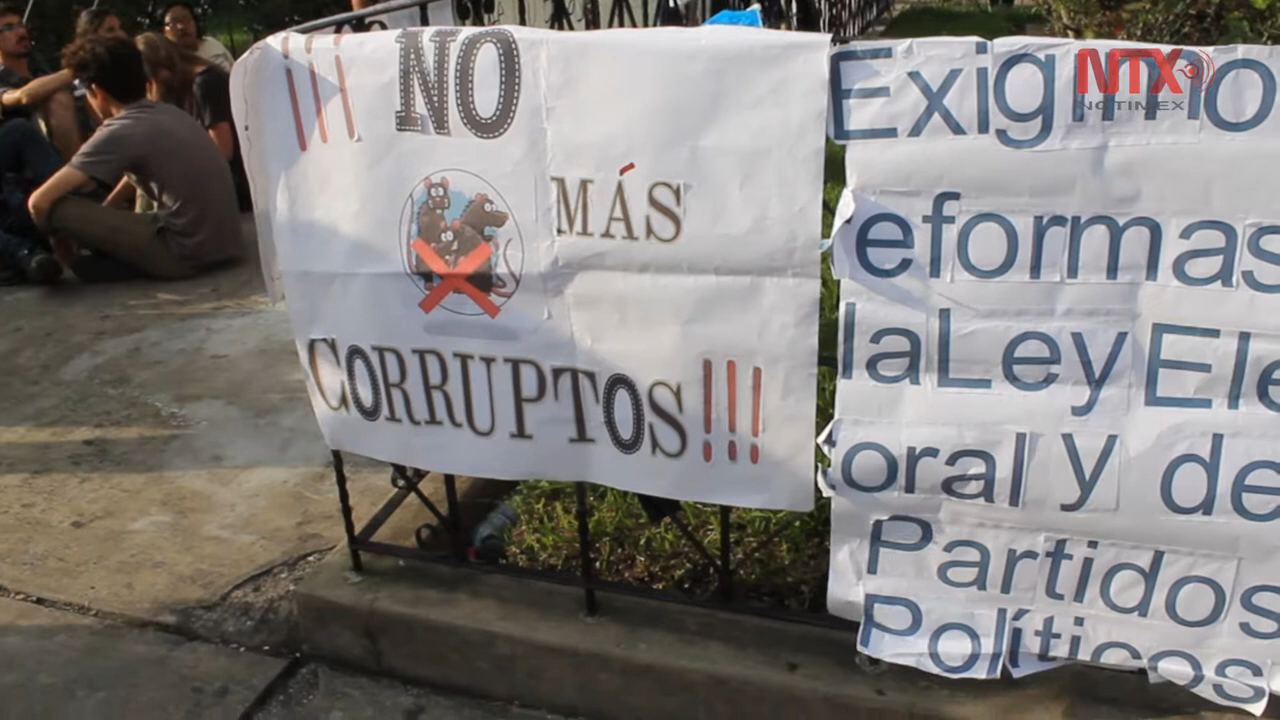 ¡¡¡ NO
MÁS
CORRUPTOS!!!
Exigimo
eformas
laLeyEle
toral y de
Partidos
Políticos
NTX
NOTIMEX